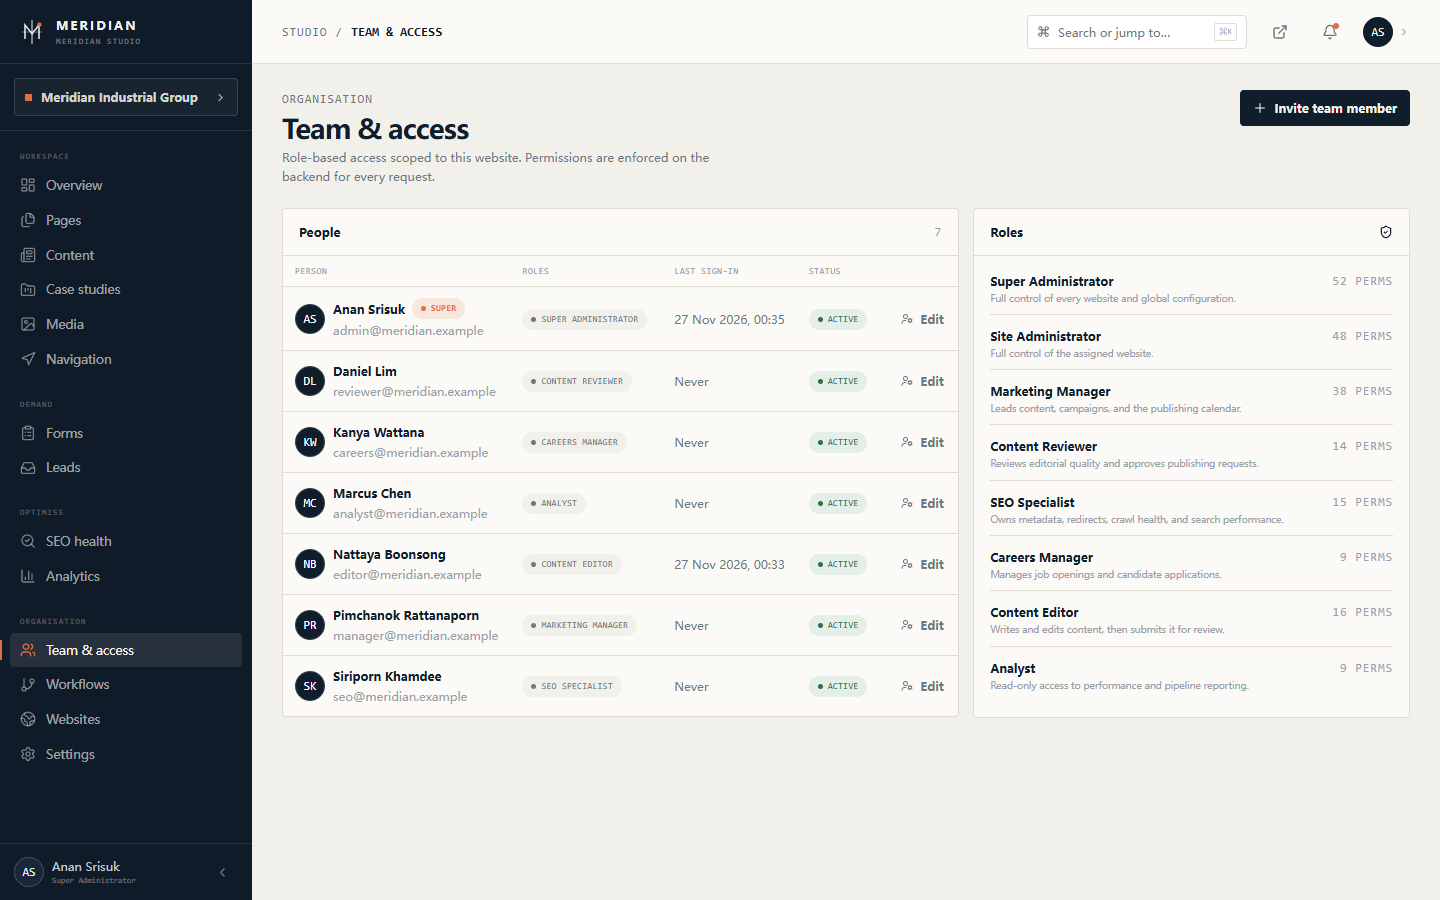 MERIDIAN
MERIDIAN STUDIO
Meridian Industrial Group
WORKSPACE
Overview
Pages
Content
Case studies
Media
Navigation
DEMAND
Forms
Leads
OPTIMISE
SEO health
Analytics
ORGANISATION
Team & access
Workflows
Websites
Settings
AS
Anan Srisuk
Super Administrator
STUDIO / TEAM & ACCESS
⌘ Search or jump to... ⌘K
AS
ORGANISATION
Team & access
Role-based access scoped to this website. Permissions are enforced on the
backend for every request.
+ Invite team member
People 7
PERSON ROLES LAST SIGN-IN STATUS
AS Anan Srisuk SUPER
admin@meridian.example
SUPER ADMINISTRATOR 27 Nov 2026, 00:35 ACTIVE Edit
DL Daniel Lim
reviewer@meridian.example
CONTENT REVIEWER Never ACTIVE Edit
KW Kanya Wattana
careers@meridian.example
CAREERS MANAGER Never ACTIVE Edit
MC Marcus Chen
analyst@meridian.example
ANALYST Never ACTIVE Edit
NB Nattaya Boonsong
editor@meridian.example
CONTENT EDITOR 27 Nov 2026, 00:33 ACTIVE Edit
PR Pimchanok Rattanaporn
manager@meridian.example
MARKETING MANAGER Never ACTIVE Edit
SK Siriporn Khamdee
seo@meridian.example
SEO SPECIALIST Never ACTIVE Edit
Roles
Super Administrator 52 PERMS
Full control of every website and global configuration.
Site Administrator 48 PERMS
Full control of the assigned website.
Marketing Manager 38 PERMS
Leads content, campaigns, and the publishing calendar.
Content Reviewer 14 PERMS
Reviews editorial quality and approves publishing requests.
SEO Specialist 15 PERMS
Owns metadata, redirects, crawl health, and search performance.
Careers Manager 9 PERMS
Manages job openings and candidate applications.
Content Editor 16 PERMS
Writes and edits content, then submits it for review.
Analyst 9 PERMS
Read-only access to performance and pipeline reporting.